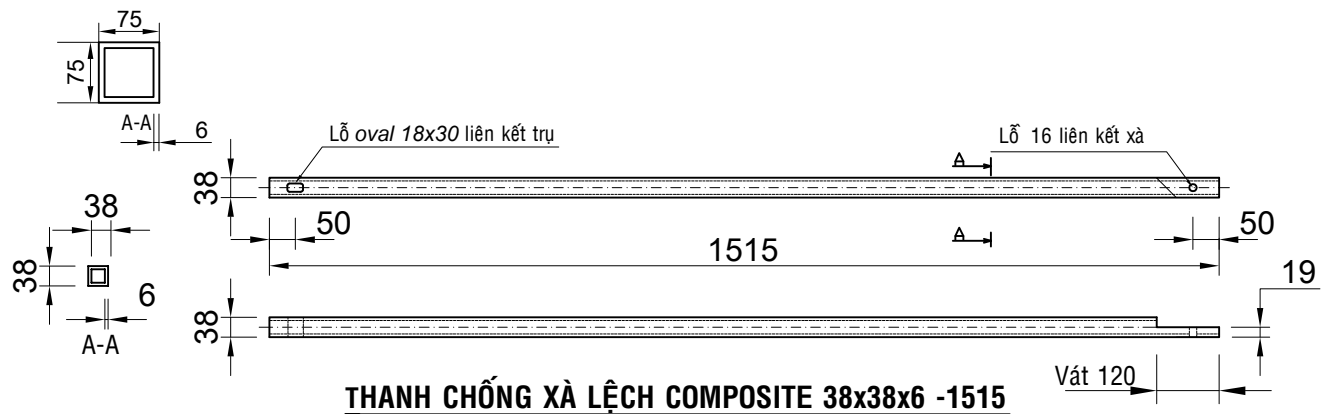 75
75
A-A
6
Lỗ oval 18x30 liên kết trụ
Lỗ 16 liên kết xà
A
38
50
50
A
1515
38
38
6
A-A
38
19
Vát 120
THANH CHỐNG XÀ LỆCH COMPOSITE 38x38x6 -1515